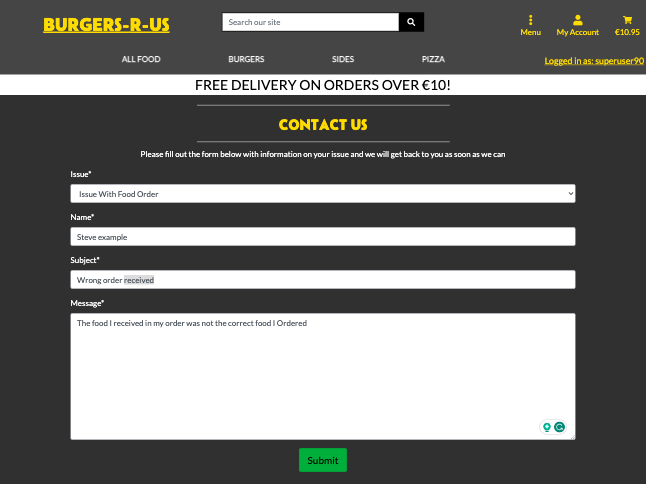 BURGERS-R-US
Search our site
Menu
My Account
€10.95
ALL FOOD
BURGERS
SIDES
PIZZA
Logged in as: superuser90
FREE DELIVERY ON ORDERS OVER €10!
CONTACT US
Please fill out the form below with information on your issue and we will get back to you as soon as we can
Issue*
Issue With Food Order
Name*
Steve example
Subject*
Wrong order received
Message*
The food I received in my order was not the correct food I Ordered
Submit